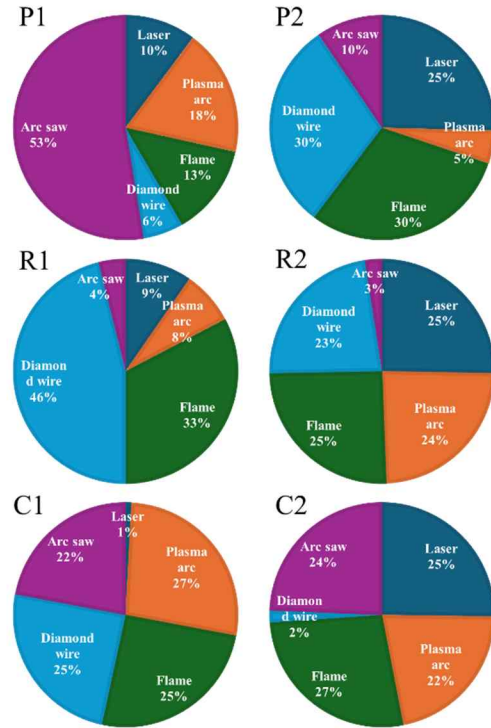 P1
Laser
10%
Plasma
arc
18%
Flame
13%
Diamond
wire
6%
Arc saw
53%
P2
Laser
25%
Plasma
arc
5%
Flame
30%
Diamond
wire
30%
Arc saw
10%
R1
Laser
9%
Plasma
arc
8%
Flame
33%
Diamon
d wire
46%
Arc saw
4%
R2
Laser
25%
Plasma
arc
24%
Flame
25%
Diamond
wire
23%
Arc saw
3%
C1
Laser
1%
Plasma
arc
27%
Flame
25%
Diamond
wire
25%
Arc saw
22%
C2
Laser
25%
Plasma
arc
22%
Flame
27%
Diamon
d wire
2%
Arc saw
24%